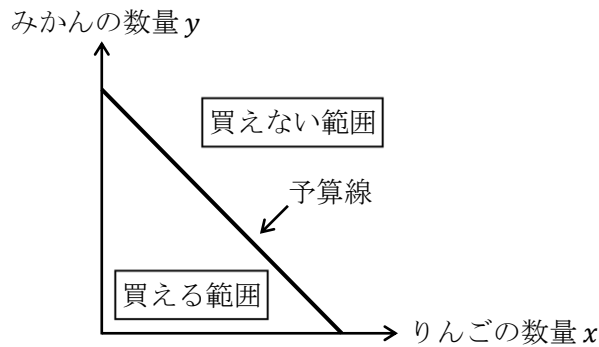 みかんの数量 y
買えない範囲
予算線
買える範囲
りんごの数量 x